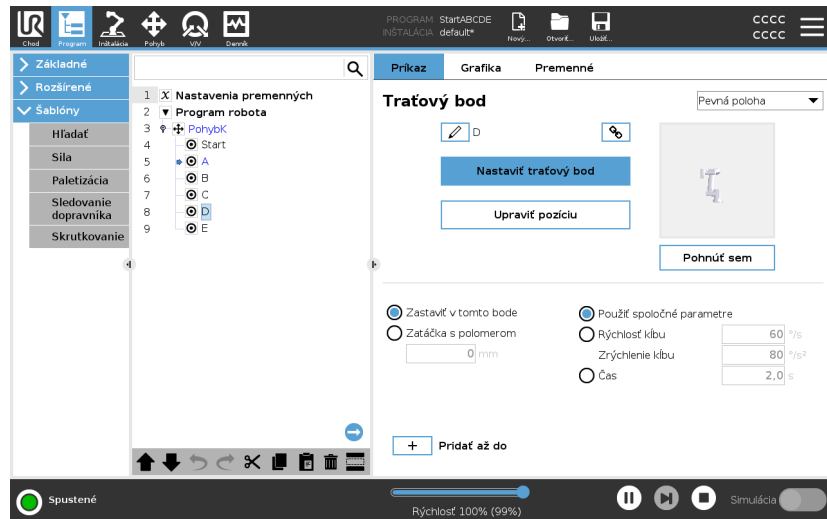 UR
PROGRAM StartABCDE
INŠTALÁCIA default*
Chod
Program
Inštalácia
Pohyb
V/V
Denník
Nový...
Otvoriť...
Uložiť...
CCCC
CCCC
Základné
Rozšírené
Šablóny
Hľadať
Sila
Paletizácia
Sledovanie
dopravníka
Skrutkovanie
1 X Nastavenia premenných
2 Program robota
3 PohybK
4 Start
5 A
6 B
7 C
8 D
9 E
Príkaz Grafika Premenné
Traťový bod
Pevná poloha
D
Nastaviť traťový bod
Upraviť pozíciu
Pohnúť sem
Zastaviť v tomto bode
Zatáčka s polomerom
0 mm
Použiť spoločné parametre
Rýchlosť kĺbu 60 °/s
Zrýchlenie kĺbu 80 °/s²
Čas 2,0 s
+ Pridať až do
Spustené
Rýchlosť 100% (99%)
Simulácia